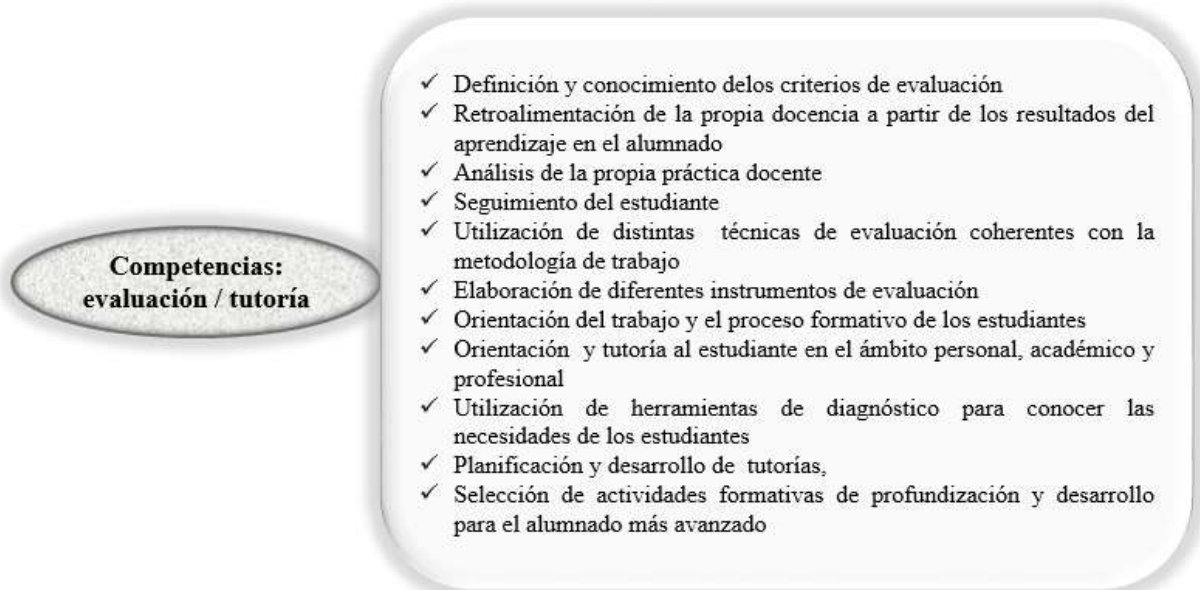 Competencias:
evaluación / tutoría
✓ Definición y conocimiento delos criterios de evaluación
✓ Retroalimentación de la propia docencia a partir de los resultados del
aprendizaje en el alumnado
✓ Análisis de la propia práctica docente
✓ Seguimiento del estudiante
✓ Utilización de distintas técnicas de evaluación coherentes con la
metodología de trabajo
✓ Elaboración de diferentes instrumentos de evaluación
✓ Orientación del trabajo y el proceso formativo de los estudiantes
✓ Orientación y tutoría al estudiante en el ámbito personal, académico y
profesional
✓ Utilización de herramientas de diagnóstico para conocer las
necesidades de los estudiantes
✓ Planificación y desarrollo de tutorías,
✓ Selección de actividades formativas de profundización y desarrollo
para el alumnado más avanzado